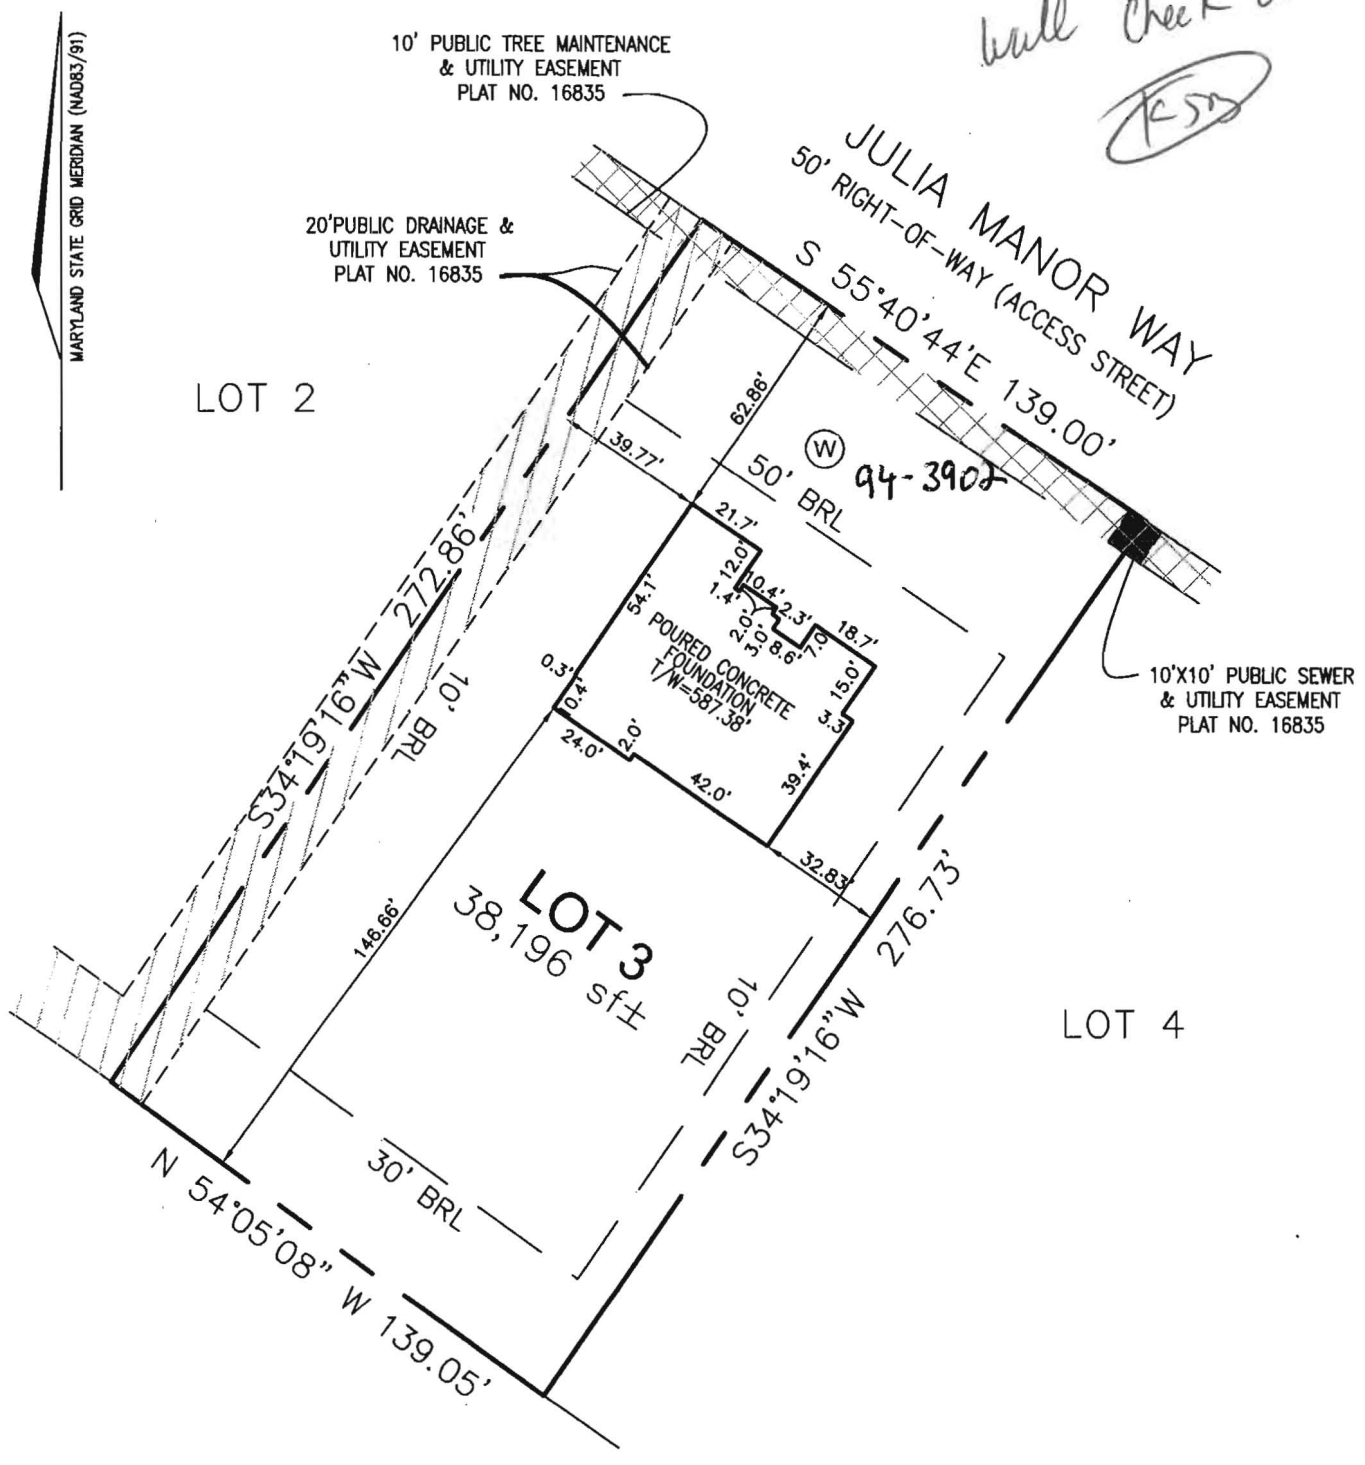 wall check
KSB
MARYLAND STATE GRID MERIDIAN (NAD83/91)
10' PUBLIC TREE MAINTENANCE
& UTILITY EASEMENT
PLAT NO. 16835
JULIA MANOR WAY
50' RIGHT-OF-WAY (ACCESS STREET)
S 55°40'44'E 139.00'
20'PUBLIC DRAINAGE &
UTILITY EASEMENT
PLAT NO. 16835
LOT 2
62.86'
39.77'
W
94-3902
50' BRL
21.7'
12.0'
10.4'
1.4'
2.3'
2.0'
3.0'
8.6'
7.0'
18.7'
15.0'
3.3'
54.1'
POURED CONCRETE
FOUNDATION
T/W=587.38'
0.3'
0.4'
24.0'
2.0'
42.0'
39.4'
32.83'
10'X10' PUBLIC SEWER
& UTILITY EASEMENT
PLAT NO. 16835
S34°19'16"W 272.86'
10' BRL
146.66'
LOT 3
38,196 sf±
10' BRL
S34°19'16"W 276.73'
LOT 4
30' BRL
N 54°05'08" W 139.05'